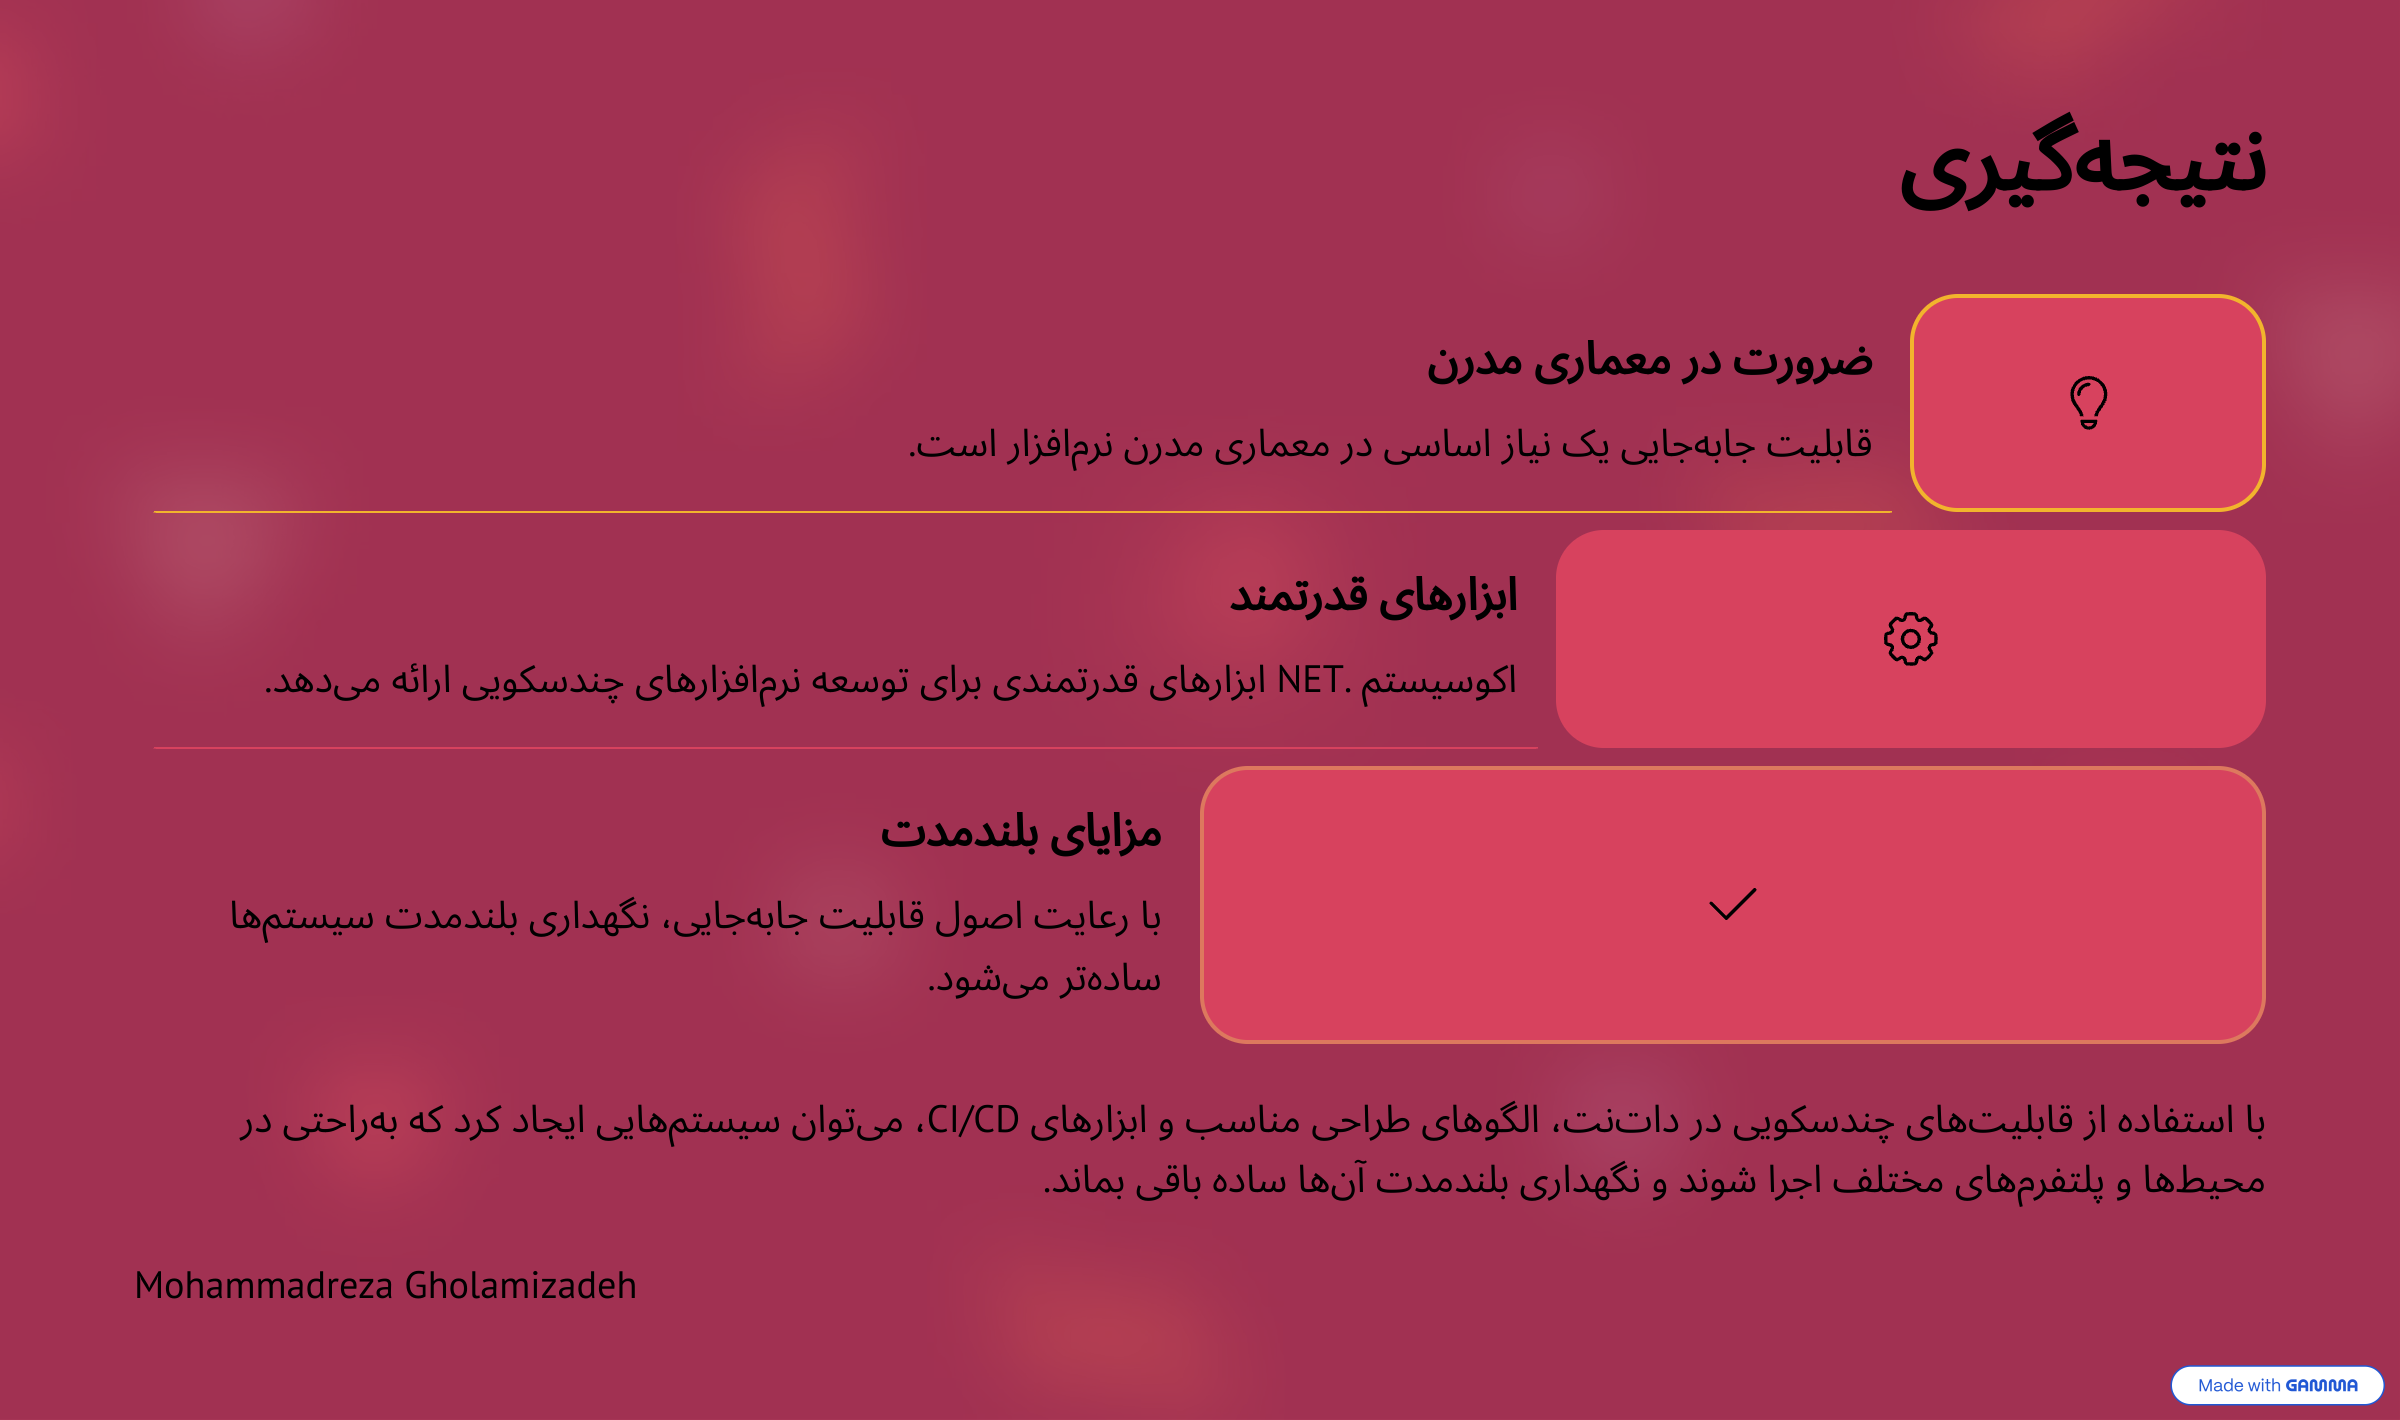 نتیجه‌گیری
ضرورت در معماری مدرن
قابلیت جابه‌جایی یک نیاز اساسی در معماری مدرن نرم‌افزار است.
ابزارهای قدرتمند
اکوسیستم .NET ابزارهای قدرتمندی برای توسعه نرم‌افزارهای چندسکویی ارائه می‌دهد.
مزایای بلندمدت
با رعایت اصول قابلیت جابه‌جایی، نگهداری بلندمدت سیستم‌ها
ساده‌تر می‌شود.
با استفاده از قابلیت‌های چندسکویی در دات‌نت، الگوهای طراحی مناسب و ابزارهای CI/CD، می‌توان سیستم‌هایی ایجاد کرد که به‌راحتی در
محیط‌ها و پلتفرم‌های مختلف اجرا شوند و نگهداری بلندمدت آن‌ها ساده باقی بماند.
Mohammadreza Gholamizadeh
Made with GAMMA